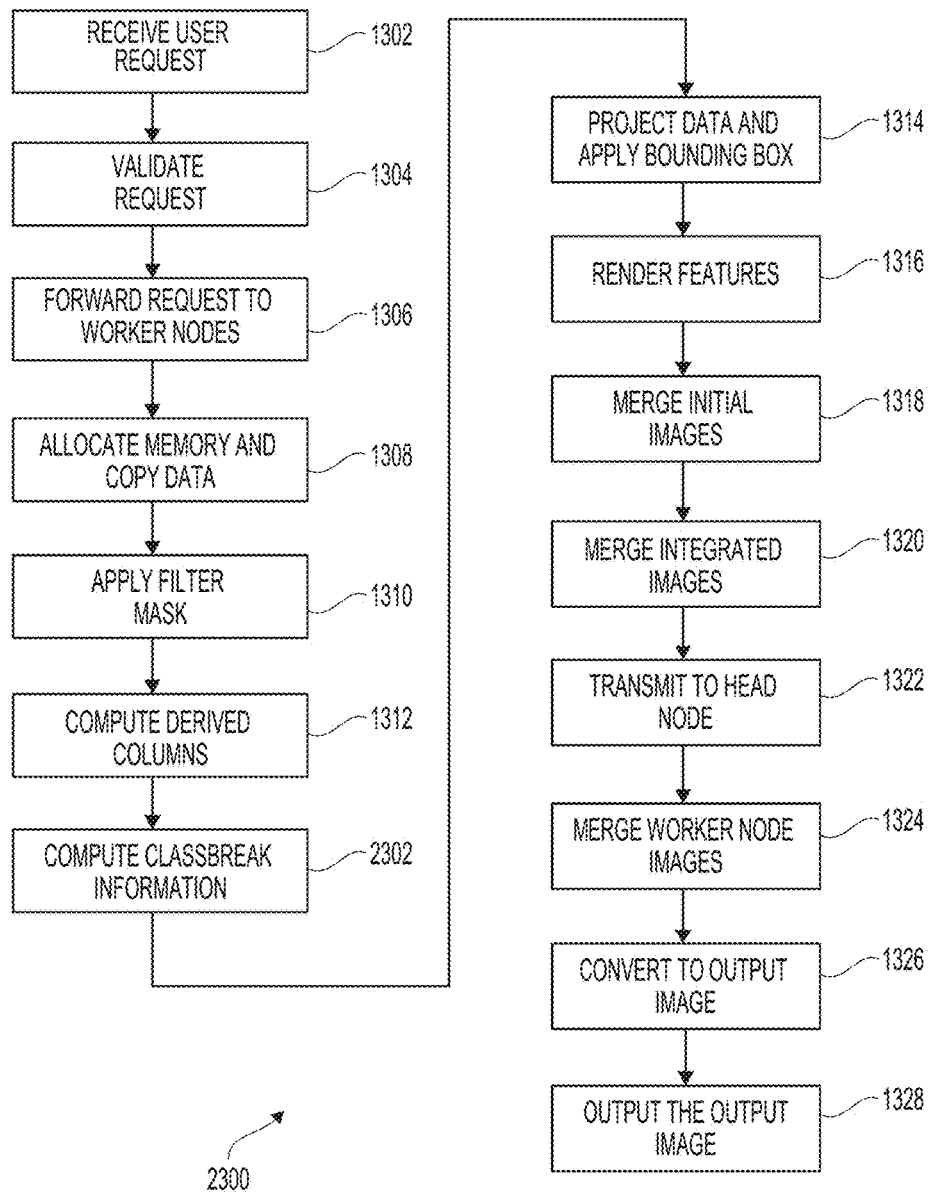 RECEIVE USER
REQUEST
1302
VALIDATE
REQUEST
1304
FORWARD REQUEST TO
WORKER NODES
1306
ALLOCATE MEMORY AND
COPY DATA
1308
APPLY FILTER
MASK
1310
COMPUTE DERIVED
COLUMNS
1312
COMPUTE CLASSBREAK
INFORMATION
2302
PROJECT DATA AND
APPLY BOUNDING BOX
1314
RENDER FEATURES
1316
MERGE INITIAL
IMAGES
1318
MERGE INTEGRATED
IMAGES
1320
TRANSMIT TO HEAD
NODE
1322
MERGE WORKER NODE
IMAGES
1324
CONVERT TO OUTPUT
IMAGE
1326
OUTPUT THE OUTPUT
IMAGE
1328
2300